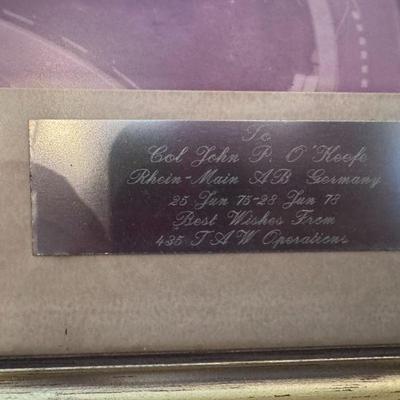 To
Col John P. O'Keefe
Rhein-Main AB Germany
25 Jun 75-28 Jun 78
Best Wishes From
435 TAW Operations